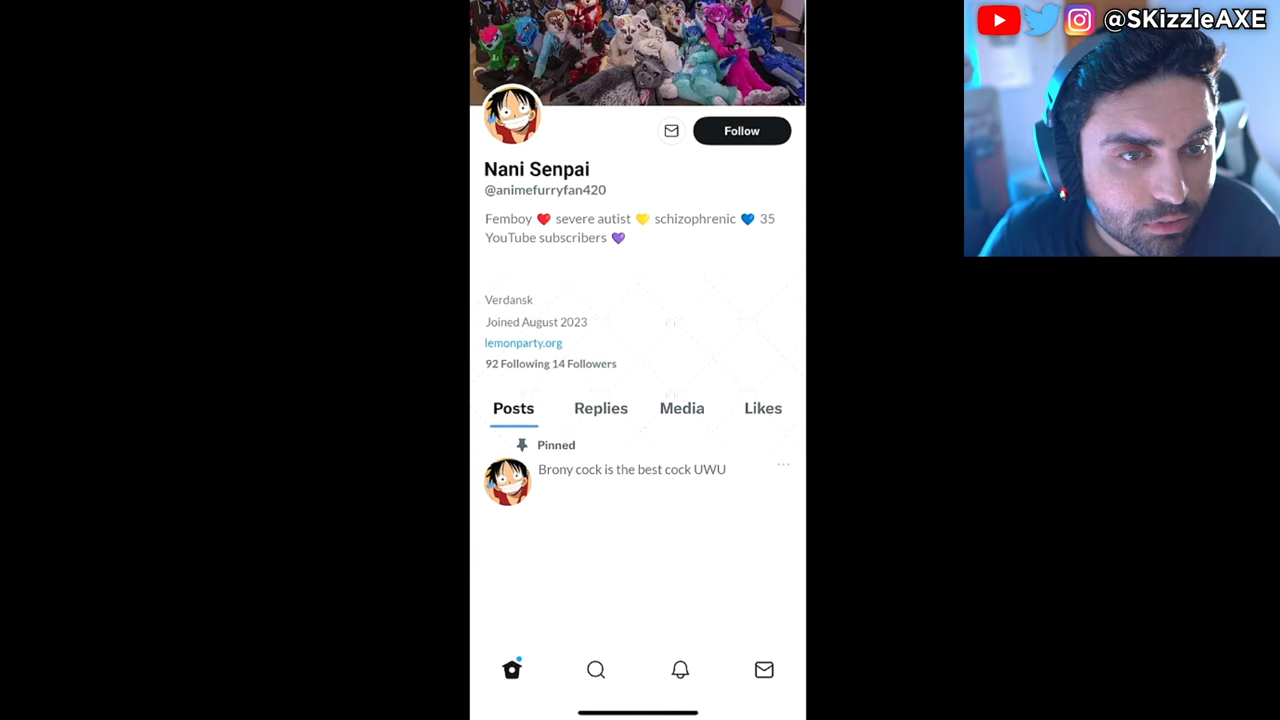 @SKizzleAXE
Follow
Nani Senpai
@animefurryfan420
Femboy ❤️ severe autist 💛 schizophrenic 💙 35
YouTube subscribers 💜
Verdansk
Joined August 2023
lemonparty.org
92 Following 14 Followers
Posts Replies Media Likes
Pinned
Brony cock is the best cock UWU